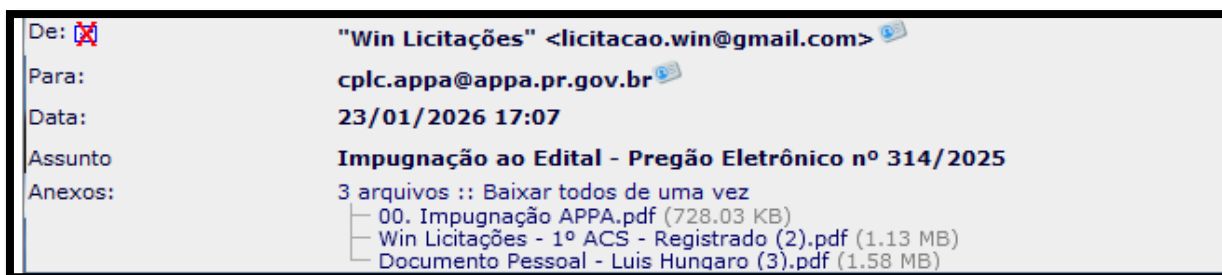 De: "Win Licitações" <licitacao.win@gmail.com>
Para: cplc.appa@appa.pr.gov.br
Data: 23/01/2026 17:07
Assunto Impugnação ao Edital - Pregão Eletrônico nº 314/2025
Anexos: 3 arquivos :: Baixar todos de uma vez
00. Impugnação APPA.pdf (728.03 KB)
Win Licitações - 1º ACS - Registrado (2).pdf (1.13 MB)
Documento Pessoal - Luis Hungaro (3).pdf (1.58 MB)